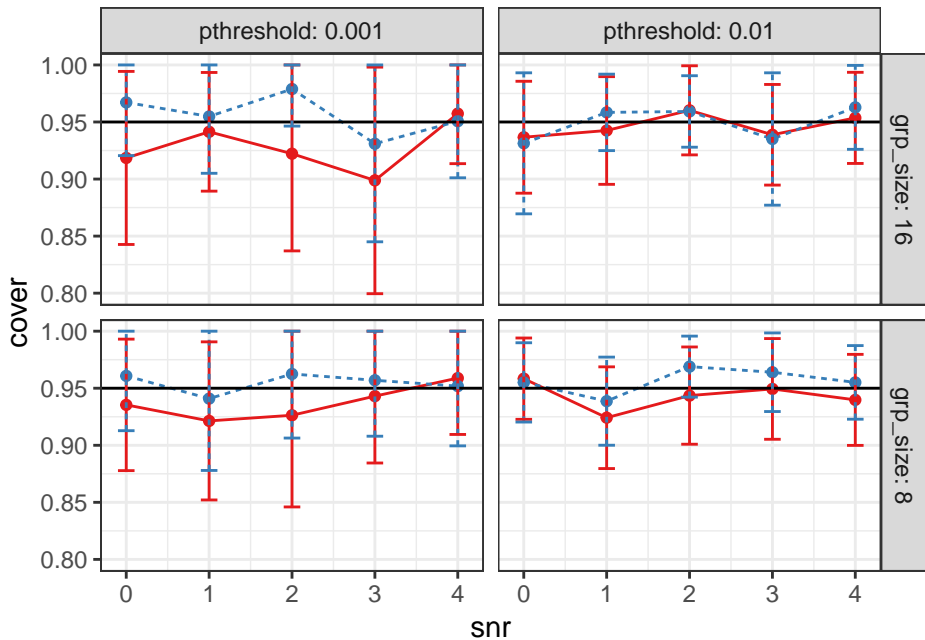 pthreshold: 0.001
pthreshold: 0.01
1.00
0.95
0.90
0.85
0.80
grp_size: 16
1.00
0.95
0.90
0.85
0.80
grp_size: 8
cover
0 1 2 3 4
0 1 2 3 4
snr